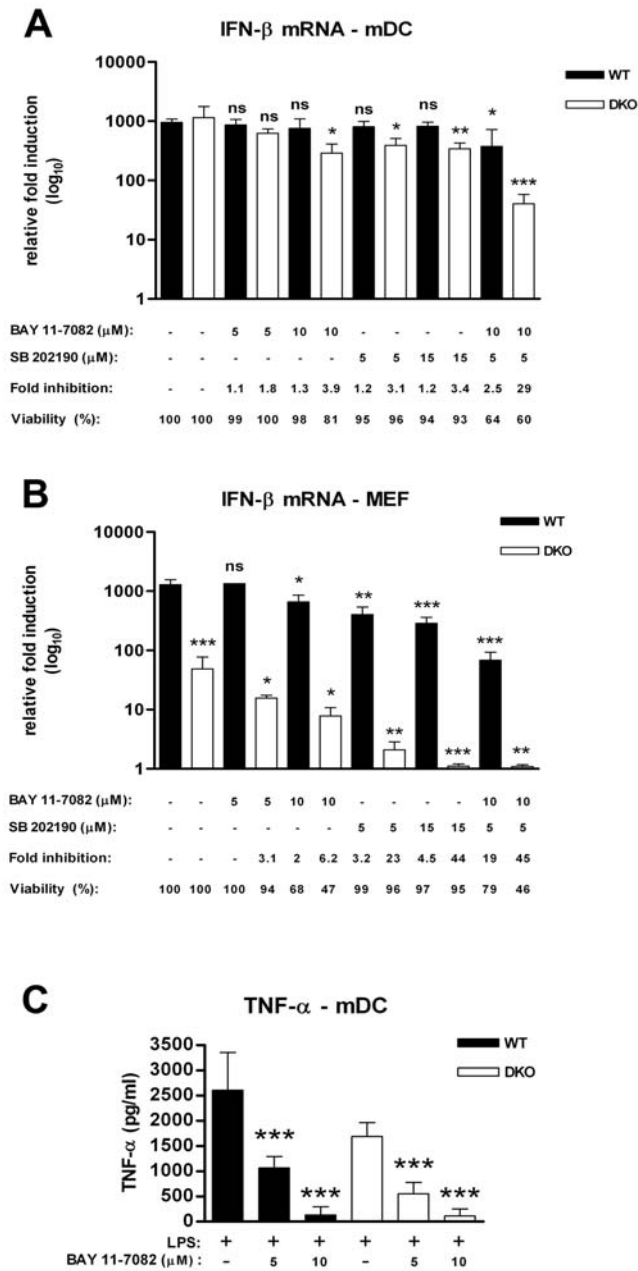 A
IFN-β mRNA - mDC
WT
DKO
relative fold induction
(log10)
10000
1000
100
10
1
ns ns ns * ns * ns ** * ***
BAY 11-7082 (μM): - - 5 5 10 10 - - - - 10 10
SB 202190 (μM): - - - - - - 5 5 15 15 5 5
Fold inhibition: - - 1.1 1.8 1.3 3.9 1.2 3.1 1.2 3.4 2.5 29
Viability (%): 100 100 99 100 98 81 95 96 94 93 64 60
B
IFN-β mRNA - MEF
WT
DKO
relative fold induction
(log10)
10000
1000
100
10
1
*** ns * * * ** ** *** *** *** **
BAY 11-7082 (μM): - - 5 5 10 10 - - - - 10 10
SB 202190 (μM): - - - - - - 5 5 15 15 5 5
Fold inhibition: - - - 3.1 2 6.2 3.2 23 4.5 44 19 45
Viability (%): 100 100 100 94 68 47 99 96 97 95 79 46
C
TNF-α - mDC
WT
DKO
TNF-α (pg/ml)
3500
3000
2500
2000
1500
1000
500
0
*** *** *** ***
LPS: + + + + + +
BAY 11-7082 (μM) : - 5 10 - 5 10